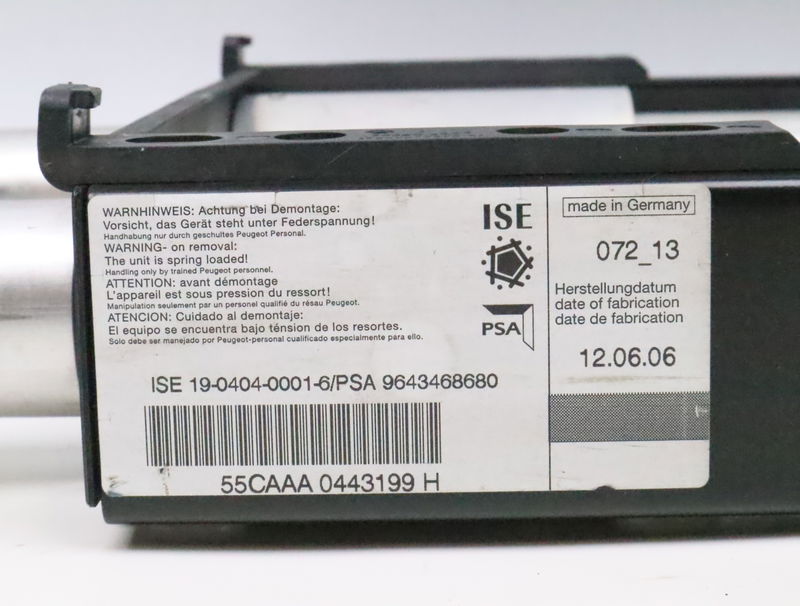 WARNHINWEIS: Achtung bei Demontage:
Vorsicht, das Gerät steht unter Federspannung!
Handhabung nur durch geschultes Peugeot Personal.
WARNING- on removal:
The unit is spring loaded!
Handling only by trained Peugeot personnel.
ATTENTION: avant démontage
L'appareil est sous pression du ressort!
Manipulation seulement par un personel qualifié du résau Peugeot.
ATENCION: Cuidado al demontaje:
El equipo se encuentra bajo ténsion de los resortes.
Solo debe ser manejado por Peugeot-personal cualificado especialmente para ello.
ISE
PSA
ISE 19-0404-0001-6/PSA 9643468680
55CAAA 0443199 H
made in Germany
072_13
Herstellungdatum
date of fabrication
date de fabrication
12.06.06